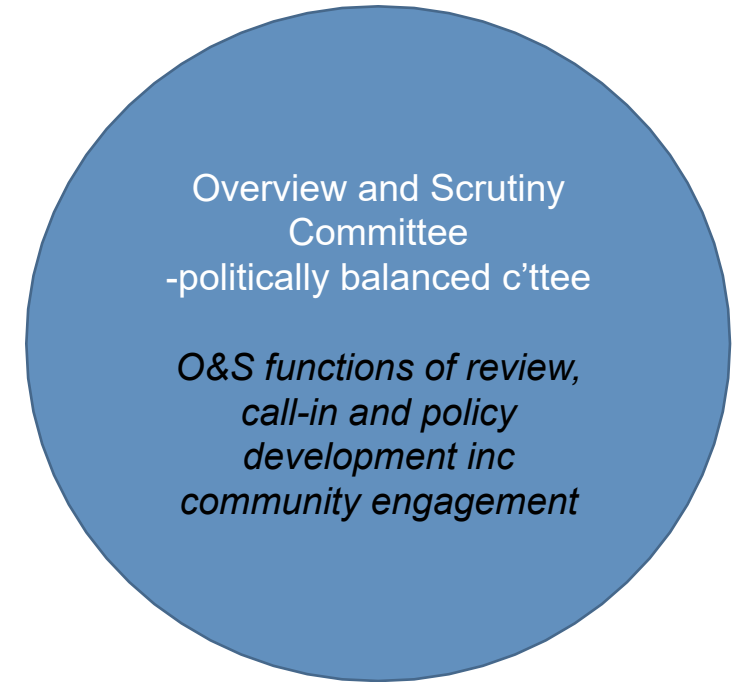 Overview and Scrutiny
Committee
-politically balanced c’ttee
O&S functions of review,
call-in and policy
development inc
community engagement